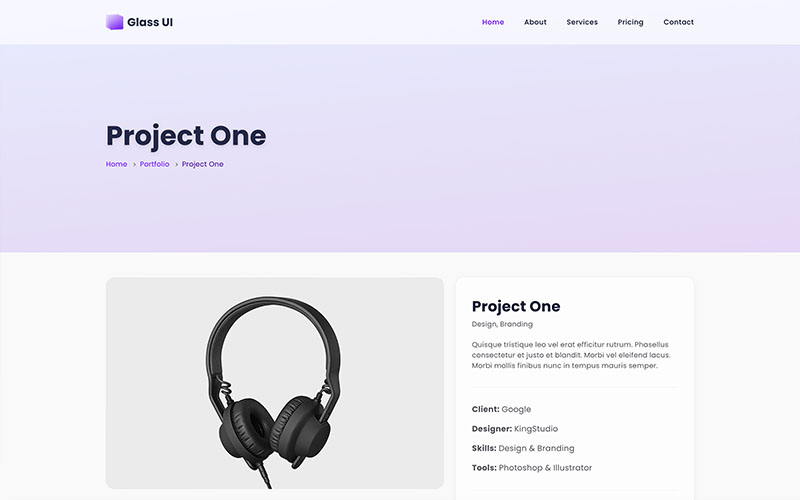 Glass UI
Home About Services Pricing Contact
Project One
Home > Portfolio > Project One
Project One
Design, Branding
Quisque tristique leo vel erat efficitur rutrum. Phasellus
consectetur et justo et blandit. Morbi vel eleifend lacus.
Morbi mollis finibus nunc in tempus mauris semper.
Client: Google
Designer: KingStudio
Skills: Design & Branding
Tools: Photoshop & Illustrator